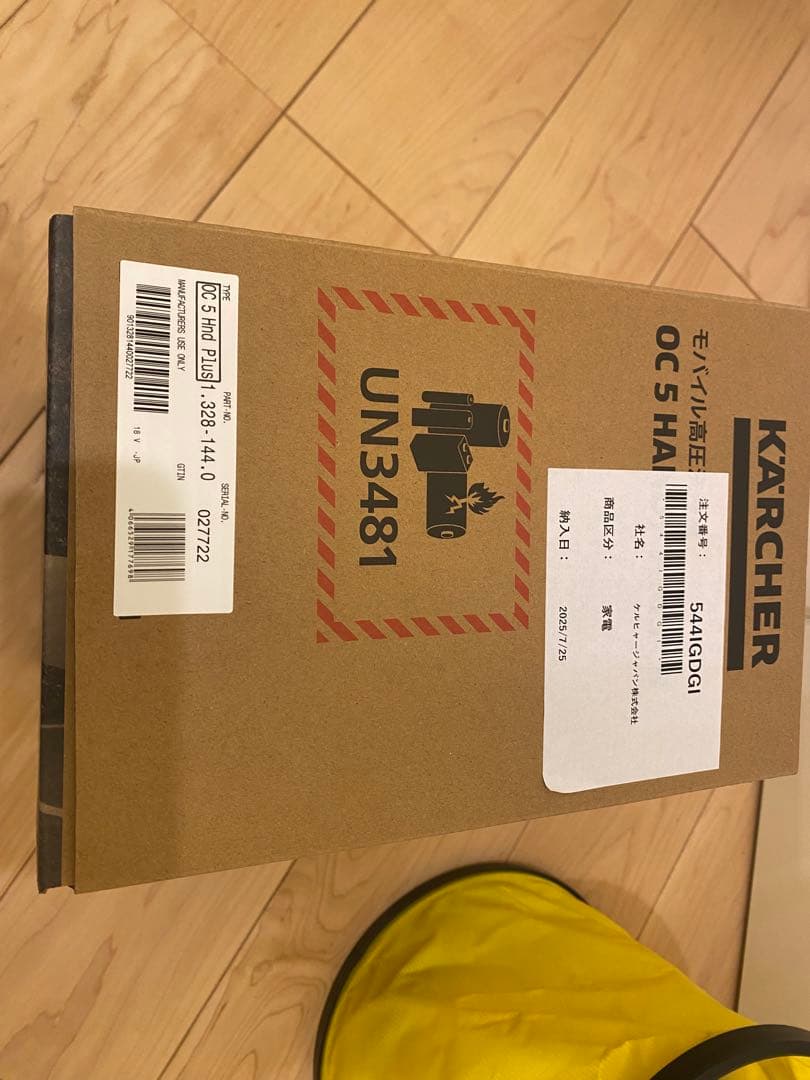 KÄRCHER
モバイル高圧
OC 5 HA
注文番号: 544IGDGI
社名: ケルヒャージャパン株式会社
商品区分: 家電
納入日: 2025/7/25
UN3481
TYPE PART-NO. SERIAL-NO.
OC 5 Hnd Plus 1.328-144.0 027722
MANUFACTURERS USE ONLY GTIN
9013281440027722 18 V -JP 4066529177698